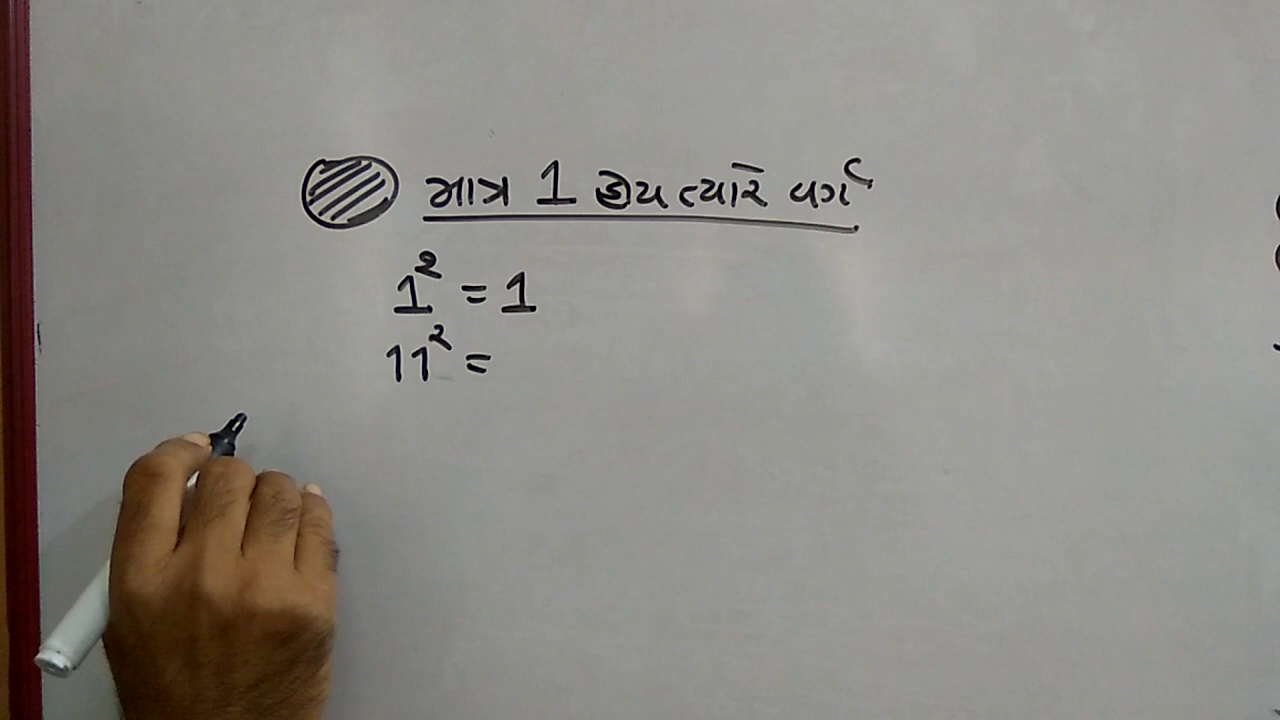 માત્ર 1 હોય ત્યારે વર્ગ
1² = 1
11² =